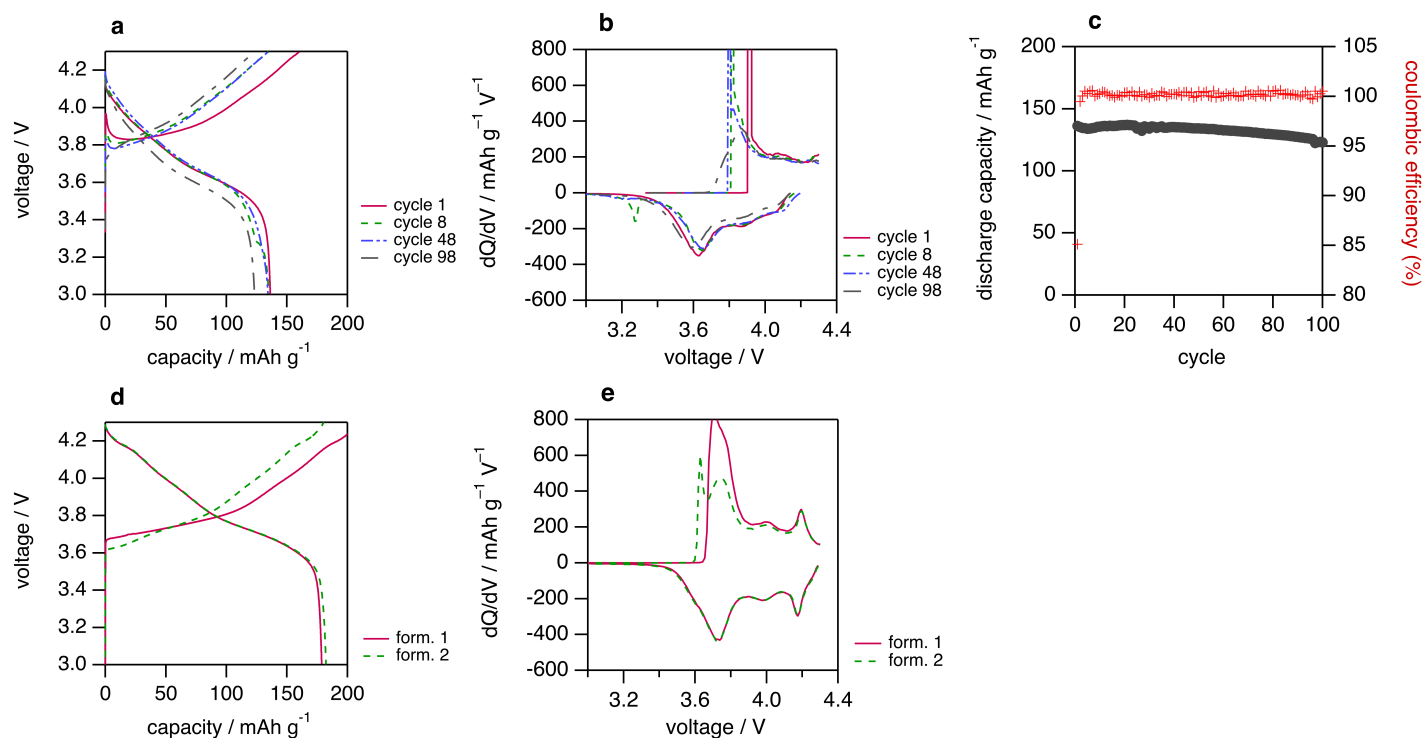 a
4.2
4.0
3.8
3.6
3.4
3.2
3.0
voltage / V
0
50
100
150
200
capacity / mAh g⁻¹
cycle 1
cycle 8
cycle 48
cycle 98
b
800
600
400
200
0
-200
-400
-600
dQ/dV / mAh g⁻¹ V⁻¹
3.2
3.6
4.0
4.4
voltage / V
cycle 1
cycle 8
cycle 48
cycle 98
c
200
150
100
50
0
discharge capacity / mAh g⁻¹
105
100
95
90
85
80
coulombic efficiency (%)
0
20
40
60
80
100
cycle
d
4.2
4.0
3.8
3.6
3.4
3.2
3.0
voltage / V
0
50
100
150
200
capacity / mAh g⁻¹
form. 1
form. 2
e
800
600
400
200
0
-200
-400
-600
dQ/dV / mAh g⁻¹ V⁻¹
3.2
3.6
4.0
4.4
voltage / V
form. 1
form. 2